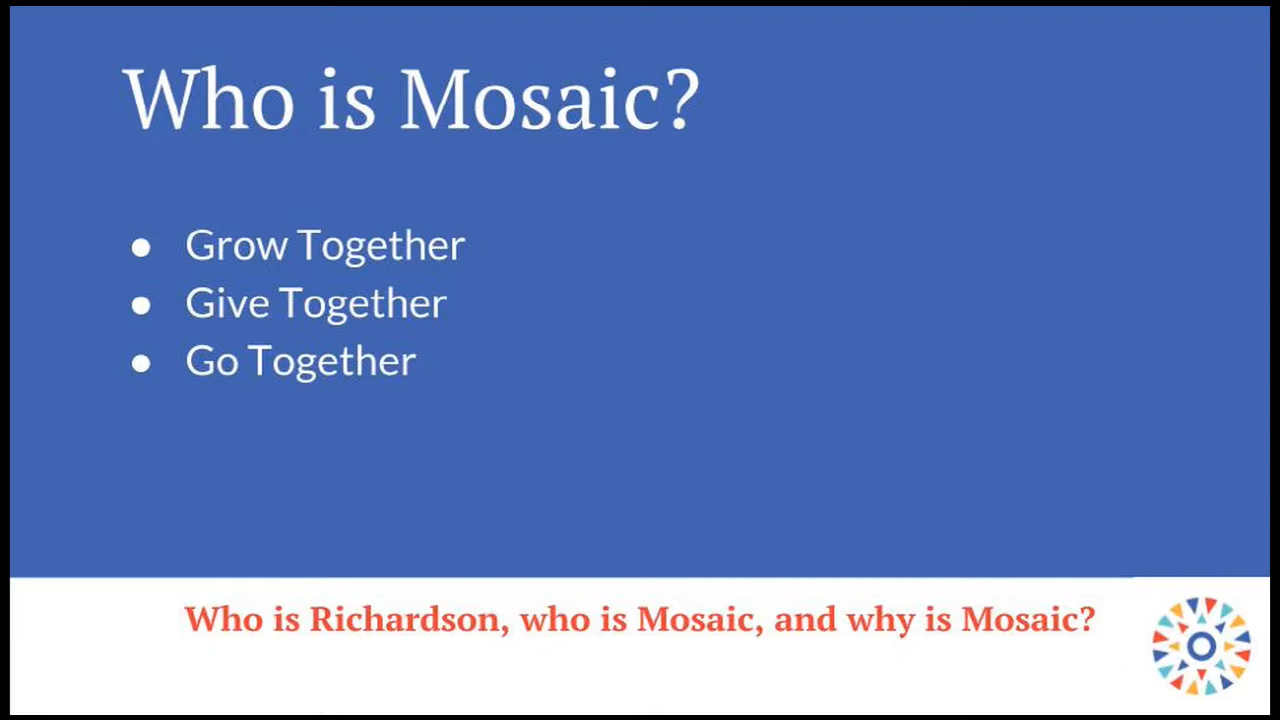 Who is Mosaic?
● Grow Together
● Give Together
● Go Together
Who is Richardson, who is Mosaic, and why is Mosaic?